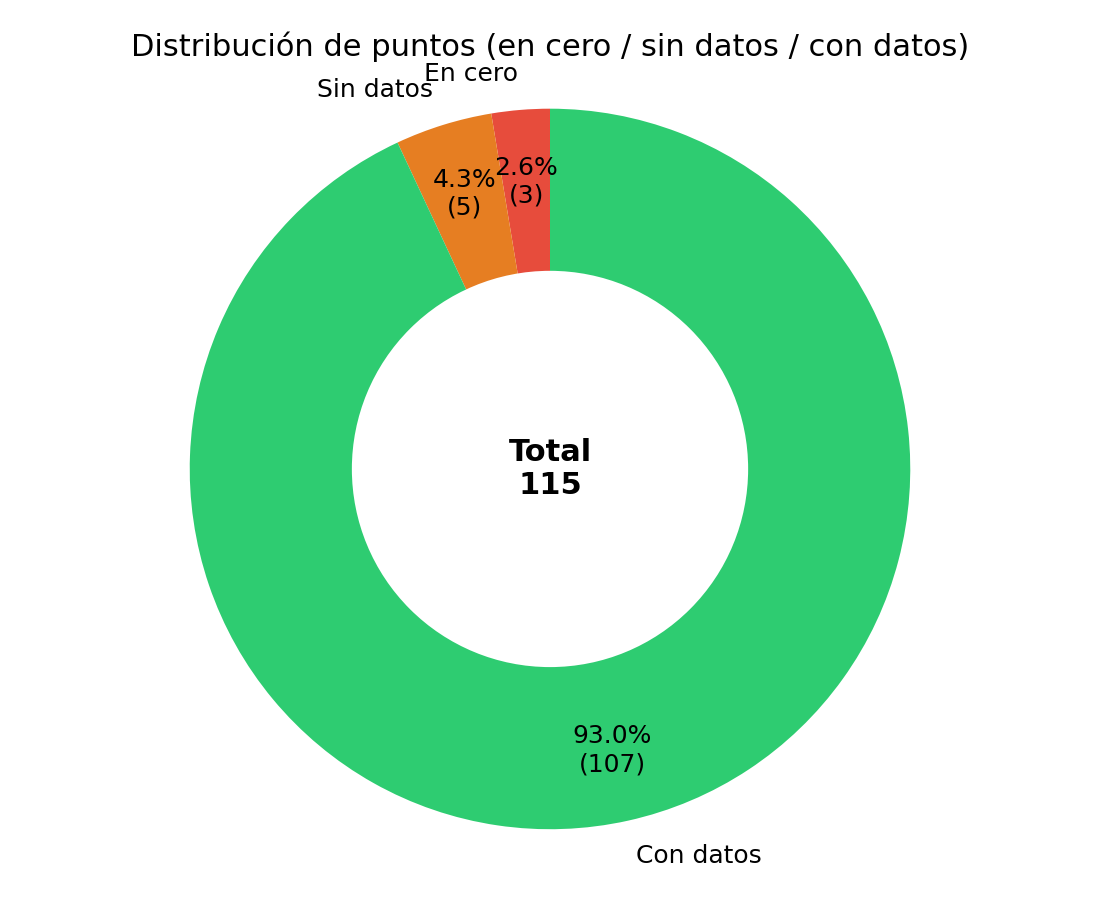 Distribución de puntos (en cero / sin datos / con datos)
En cero
Sin datos
2.6%
(3)
4.3%
(5)
Total
115
93.0%
(107)
Con datos